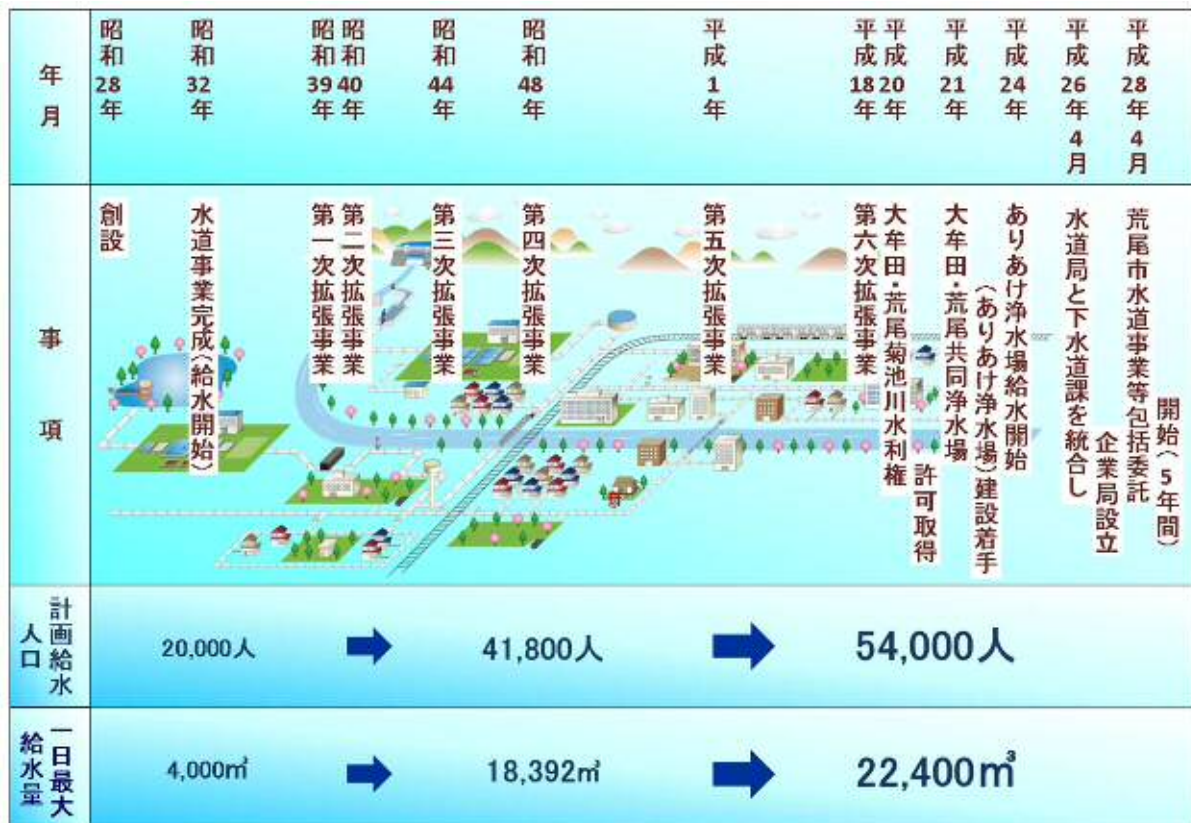 年月
昭和28年
昭和32年
昭和39年
昭和40年
昭和44年
昭和48年
平成1年
平成18年
平成20年
平成21年
平成24年
平成26年4月
平成28年4月
事項
創設
水道事業完成(給水開始)
第一次拡張事業
第二次拡張事業
第三次拡張事業
第四次拡張事業
第五次拡張事業
第六次拡張事業
大牟田・荒尾菊池川水利権
許可取得
大牟田・荒尾共同浄水場
(ありあけ浄水場)建設着手
ありあけ浄水場給水開始
水道局と下水道課を統合し
企業局設立
荒尾市水道事業等包括委託
開始(5年間)
計画給水
人口
20,000人
41,800人
54,000人
一日最大
給水量
4,000㎥
18,392㎥
22,400㎥